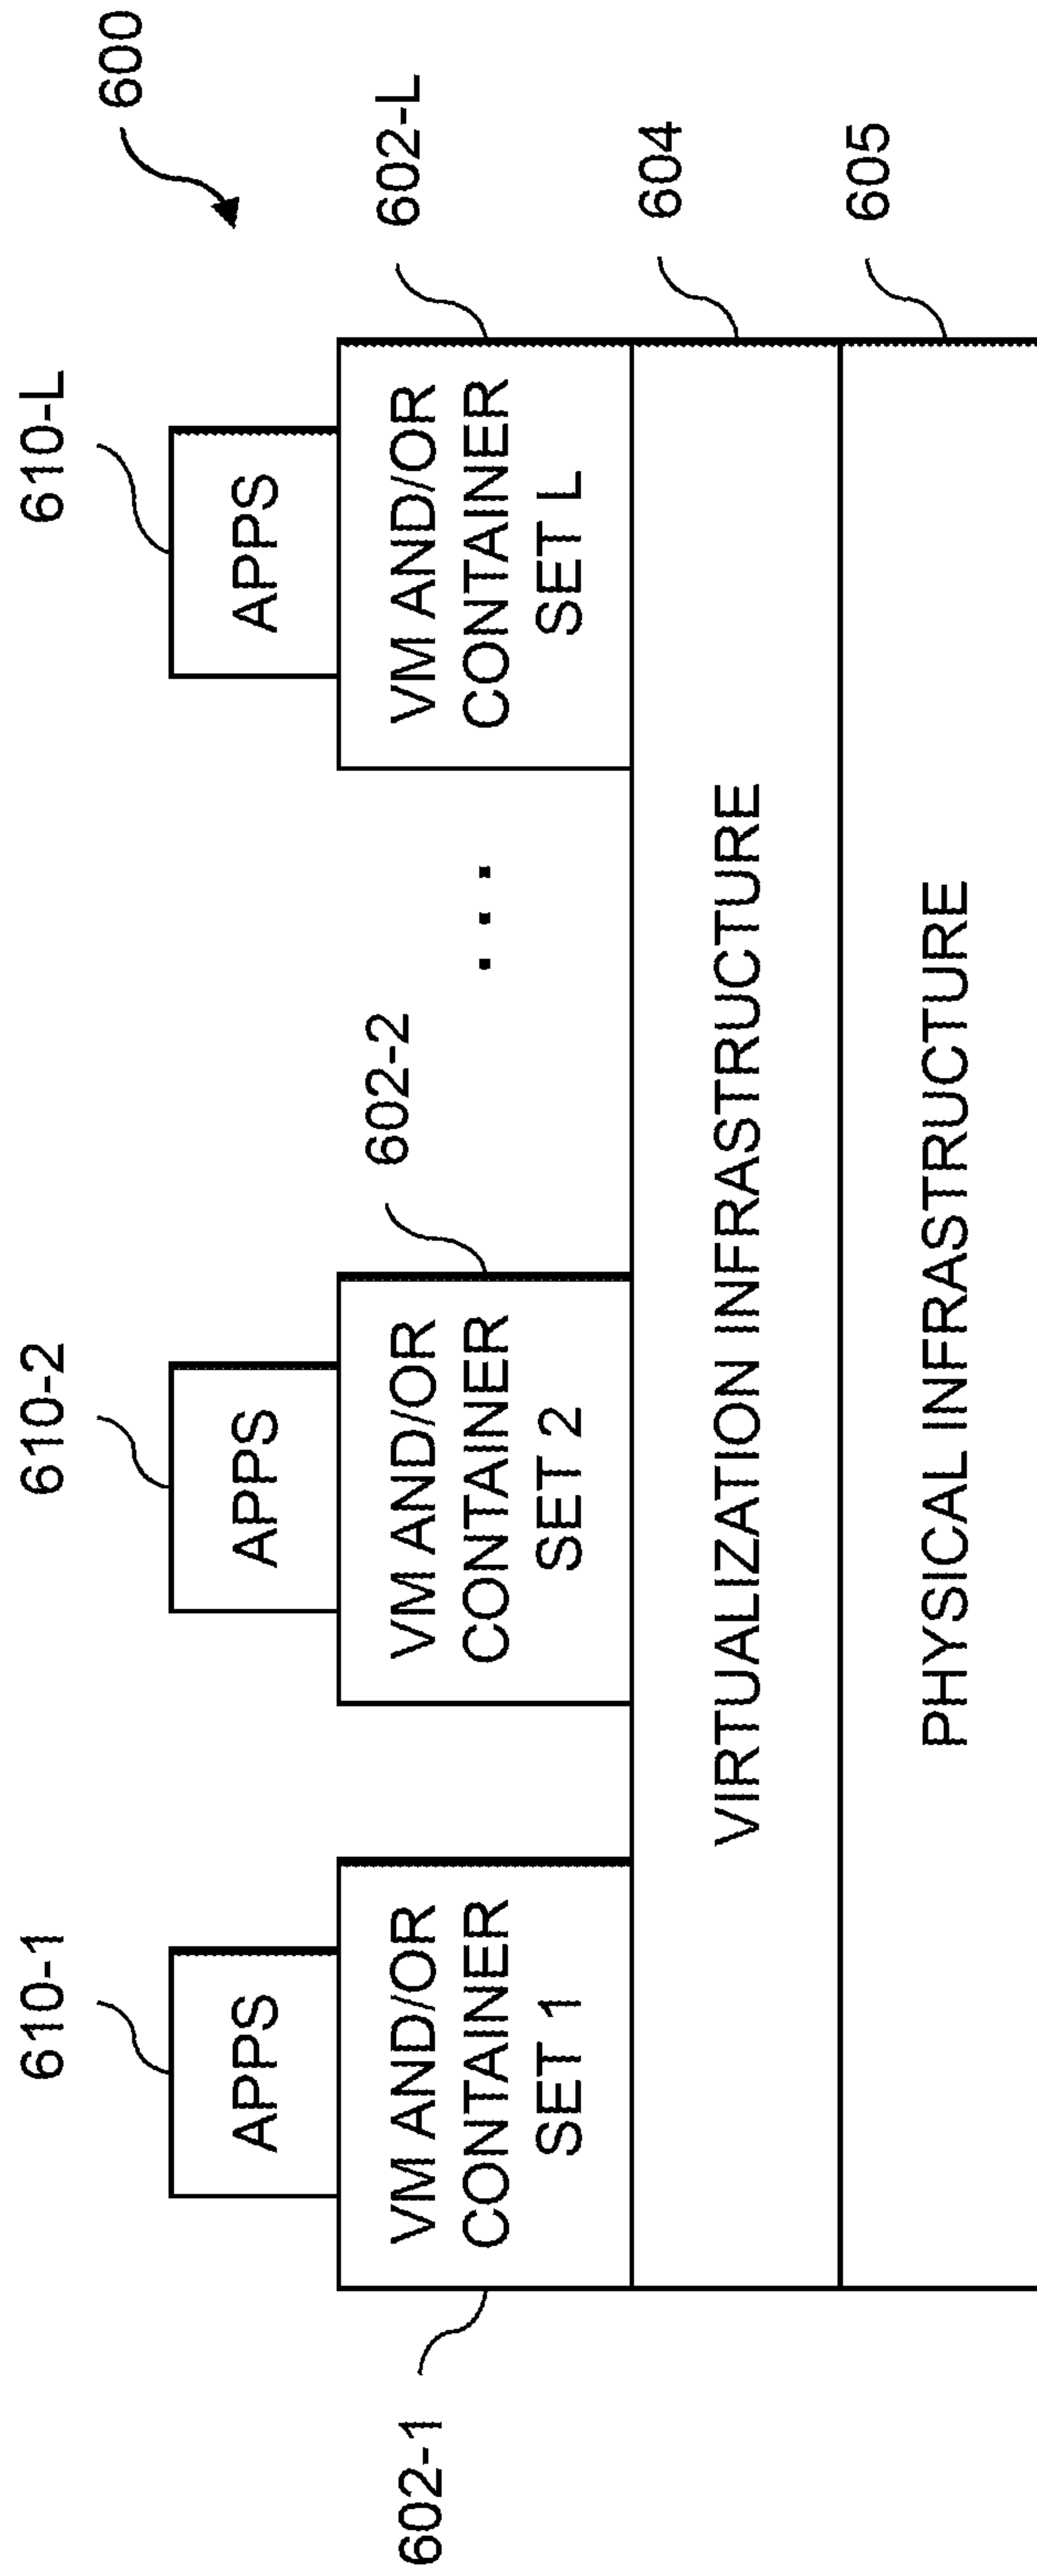 600
610-1
610-2
610-L
APPS
APPS
APPS
602-1
VM AND/OR
CONTAINER
SET 1
VM AND/OR
CONTAINER
SET 2
602-2
. . .
VM AND/OR
CONTAINER
SET L
602-L
VIRTUALIZATION INFRASTRUCTURE
604
PHYSICAL INFRASTRUCTURE
605